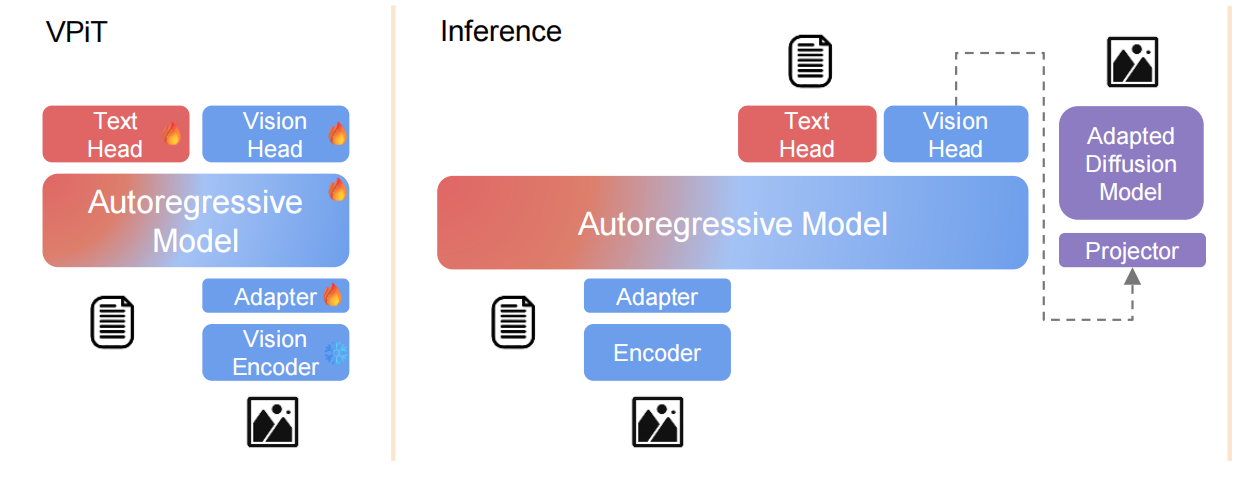 VPiT
Text
Head
Vision
Head
Autoregressive
Model
Adapter
Vision
Encoder
Inference
Text
Head
Vision
Head
Autoregressive Model
Adapter
Encoder
Adapted
Diffusion
Model
Projector